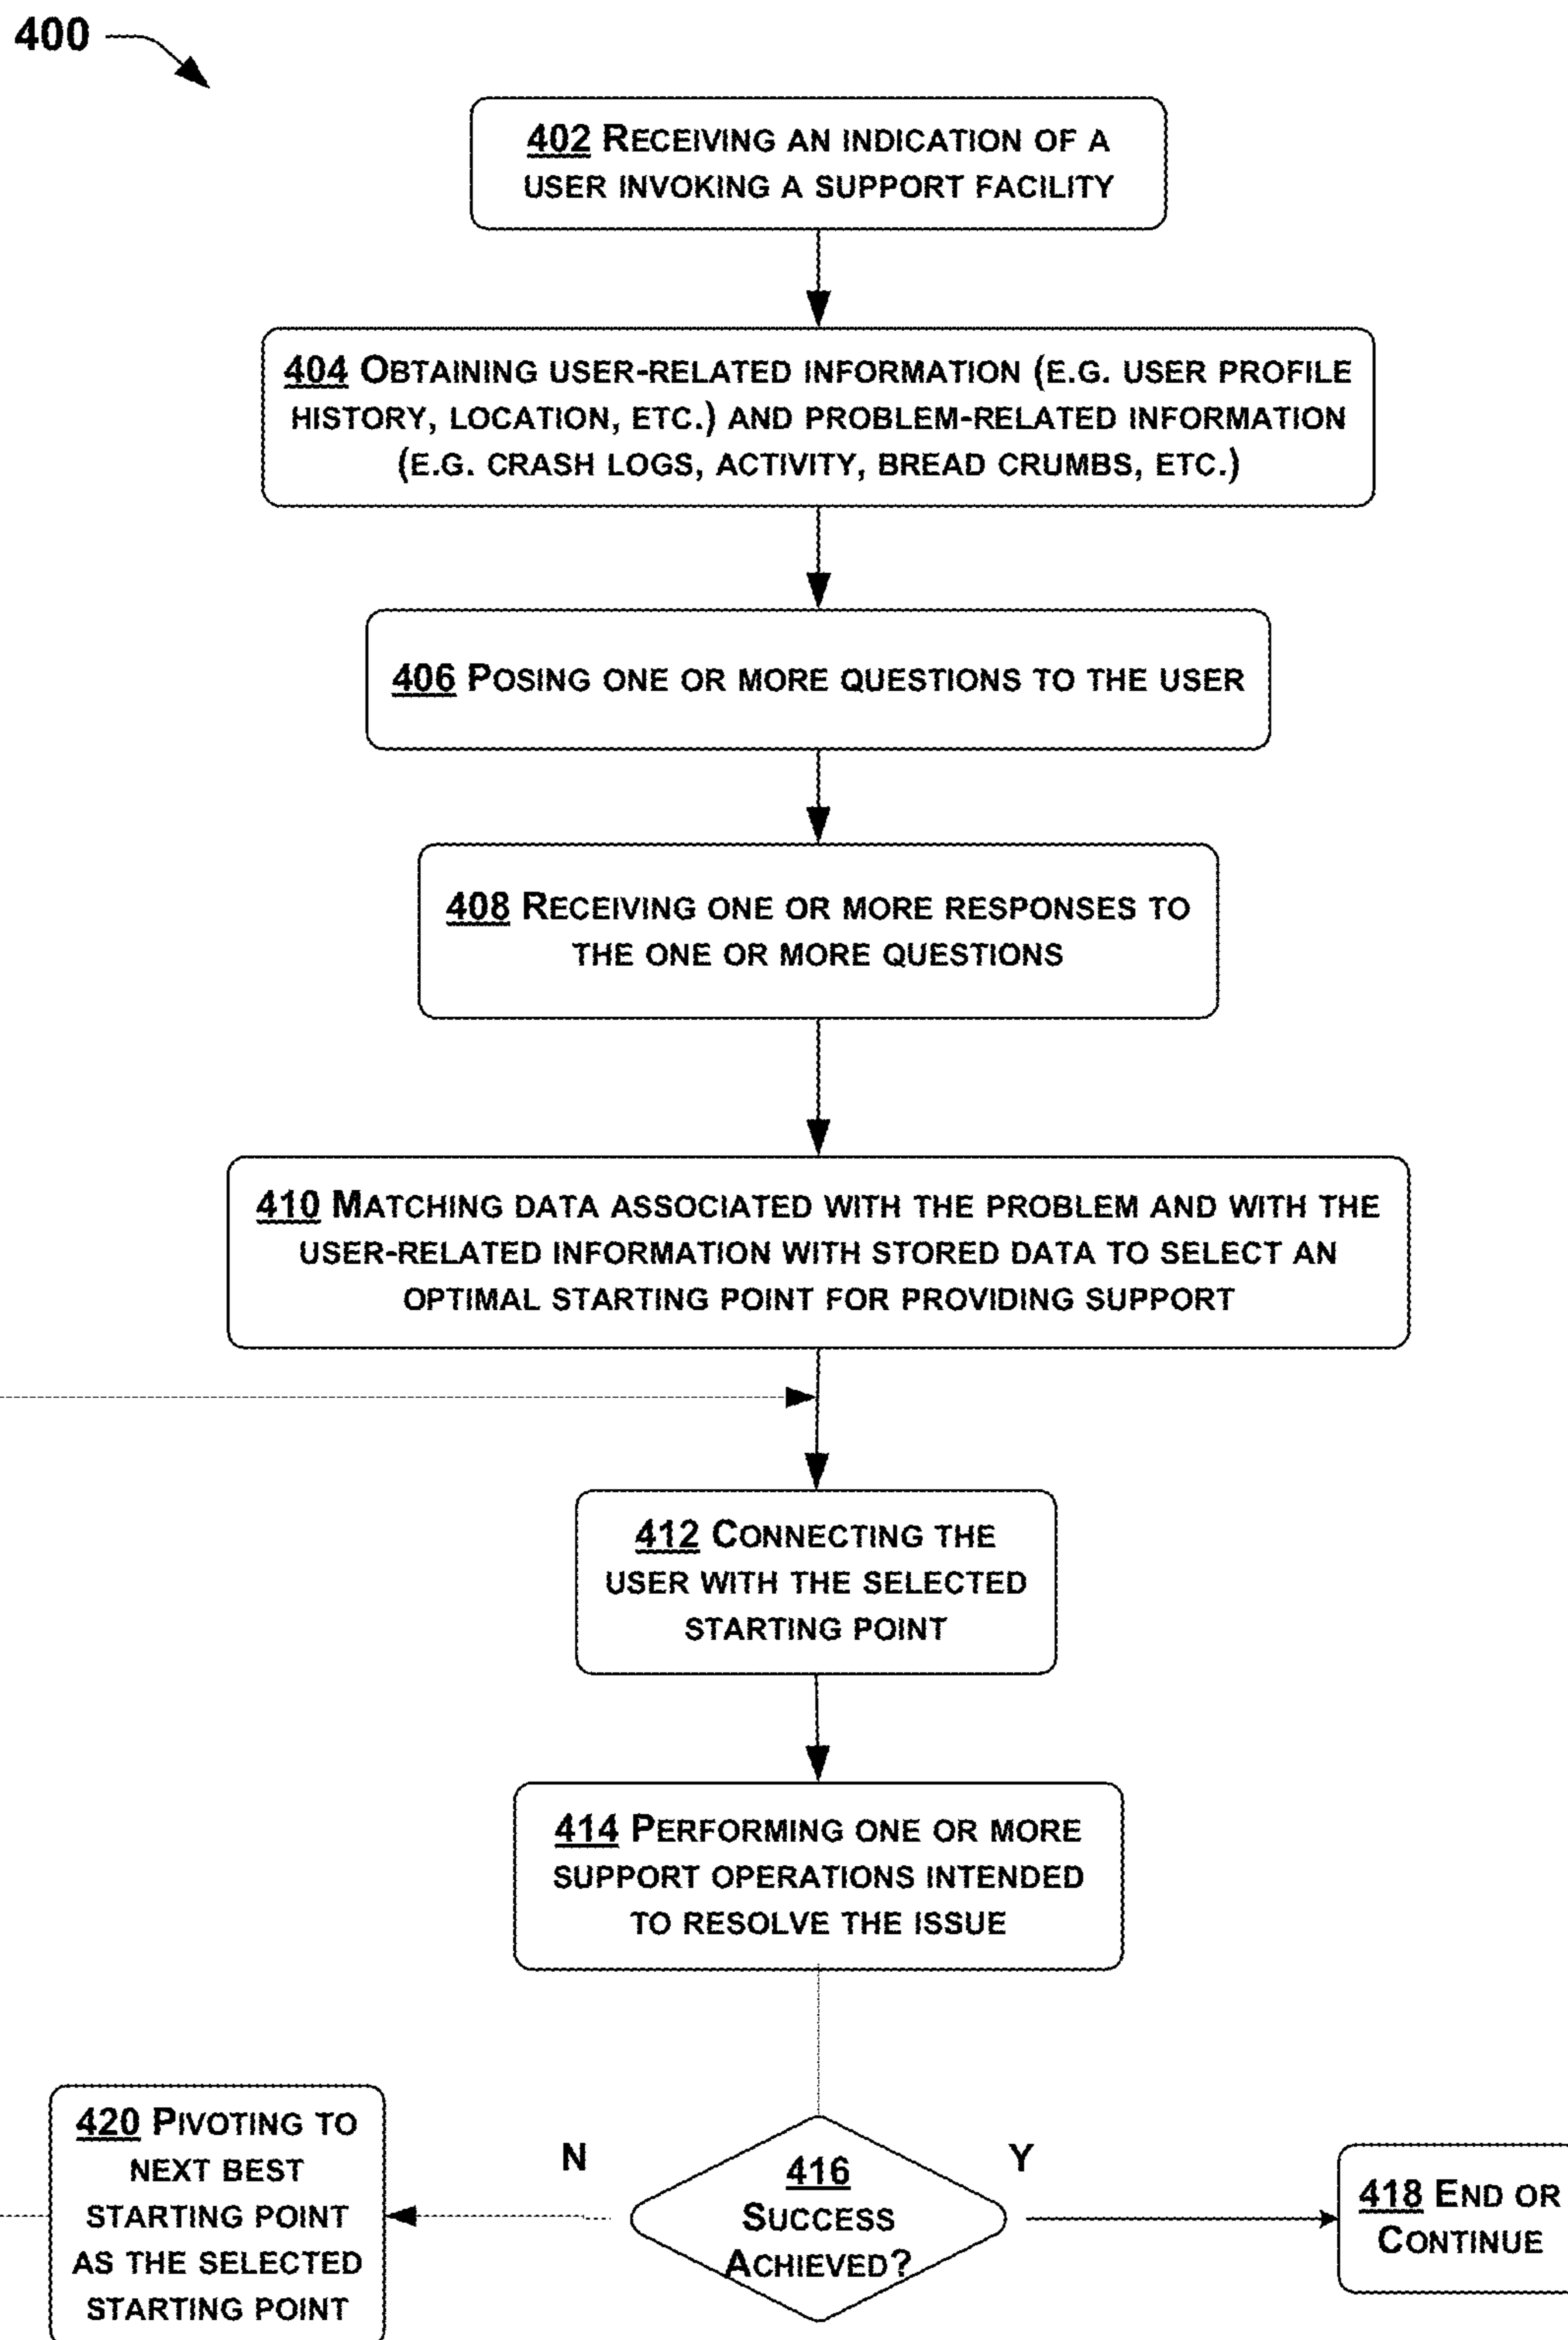 400
402 RECEIVING AN INDICATION OF A
USER INVOKING A SUPPORT FACILITY
404 OBTAINING USER-RELATED INFORMATION (E.G. USER PROFILE
HISTORY, LOCATION, ETC.) AND PROBLEM-RELATED INFORMATION
(E.G. CRASH LOGS, ACTIVITY, BREAD CRUMBS, ETC.)
406 POSING ONE OR MORE QUESTIONS TO THE USER
408 RECEIVING ONE OR MORE RESPONSES TO
THE ONE OR MORE QUESTIONS
410 MATCHING DATA ASSOCIATED WITH THE PROBLEM AND WITH THE
USER-RELATED INFORMATION WITH STORED DATA TO SELECT AN
OPTIMAL STARTING POINT FOR PROVIDING SUPPORT
412 CONNECTING THE
USER WITH THE SELECTED
STARTING POINT
414 PERFORMING ONE OR MORE
SUPPORT OPERATIONS INTENDED
TO RESOLVE THE ISSUE
420 PIVOTING TO
NEXT BEST
STARTING POINT
AS THE SELECTED
STARTING POINT
N
416
SUCCESS
ACHIEVED?
Y
418 END OR
CONTINUE